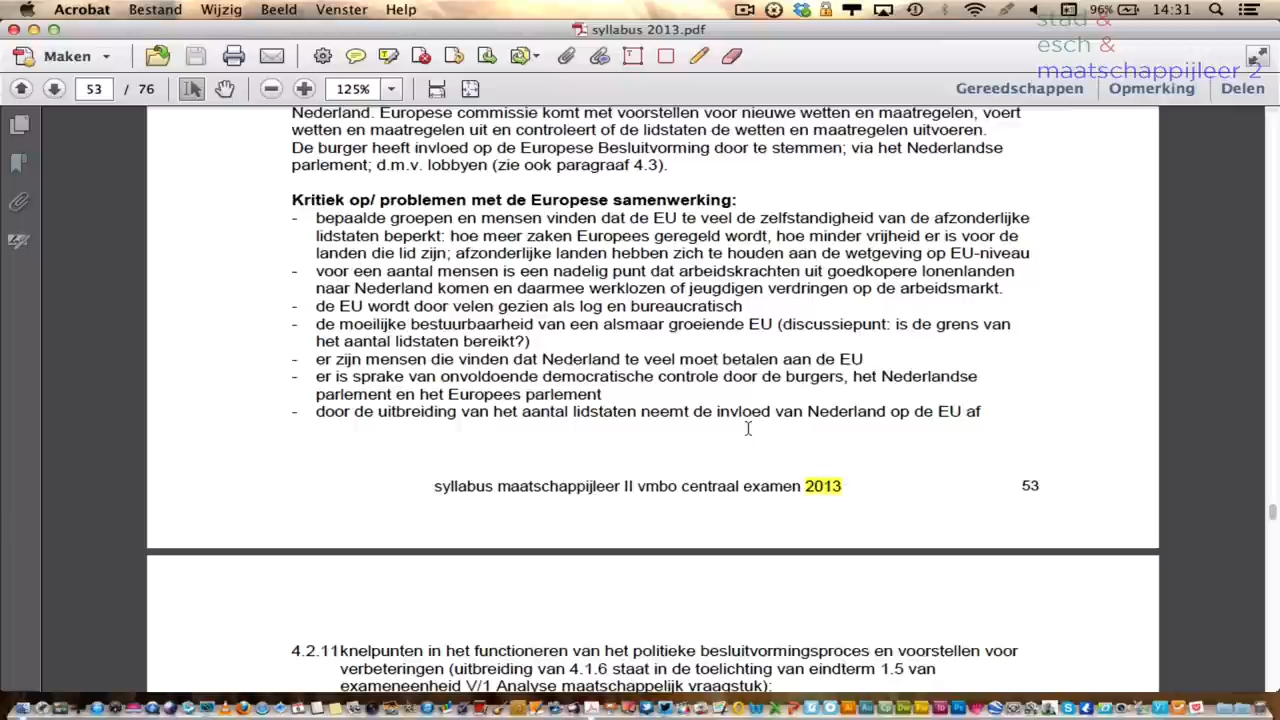 Acrobat Bestand Wijzig Beeld Venster Help 96% 14:31
syllabus 2013.pdf
stad &
esch &
maatschappijleer 2
Maken
53 / 76 125% Gereedschappen Opmerking Delen
Nederland. Europese commissie komt met voorstellen voor nieuwe wetten en maatregelen, voert
wetten en maatregelen uit en controleert of de lidstaten de wetten en maatregelen uitvoeren.
De burger heeft invloed op de Europese Besluitvorming door te stemmen; via het Nederlandse
parlement; d.m.v. lobbyen (zie ook paragraaf 4.3).
Kritiek op/ problemen met de Europese samenwerking:
- bepaalde groepen en mensen vinden dat de EU te veel de zelfstandigheid van de afzonderlijke
lidstaten beperkt: hoe meer zaken Europees geregeld wordt, hoe minder vrijheid er is voor de
landen die lid zijn; afzonderlijke landen hebben zich te houden aan de wetgeving op EU-niveau
- voor een aantal mensen is een nadelig punt dat arbeidskrachten uit goedkopere lonenlanden
naar Nederland komen en daarmee werklozen of jeugdigen verdringen op de arbeidsmarkt.
- de EU wordt door velen gezien als log en bureaucratisch
- de moeilijke bestuurbaarheid van een alsmaar groeiende EU (discussiepunt: is de grens van
het aantal lidstaten bereikt?)
- er zijn mensen die vinden dat Nederland te veel moet betalen aan de EU
- er is sprake van onvoldoende democratische controle door de burgers, het Nederlandse
parlement en het Europees parlement
- door de uitbreiding van het aantal lidstaten neemt de invloed van Nederland op de EU af
syllabus maatschappijleer II vmbo centraal examen 2013 53
4.2.11knelpunten in het functioneren van het politieke besluitvormingsproces en voorstellen voor
verbeteringen (uitbreiding van 4.1.6 staat in de toelichting van eindterm 1.5 van
exameneenheid V/1 Analyse maatschappelijk vraagstuk):